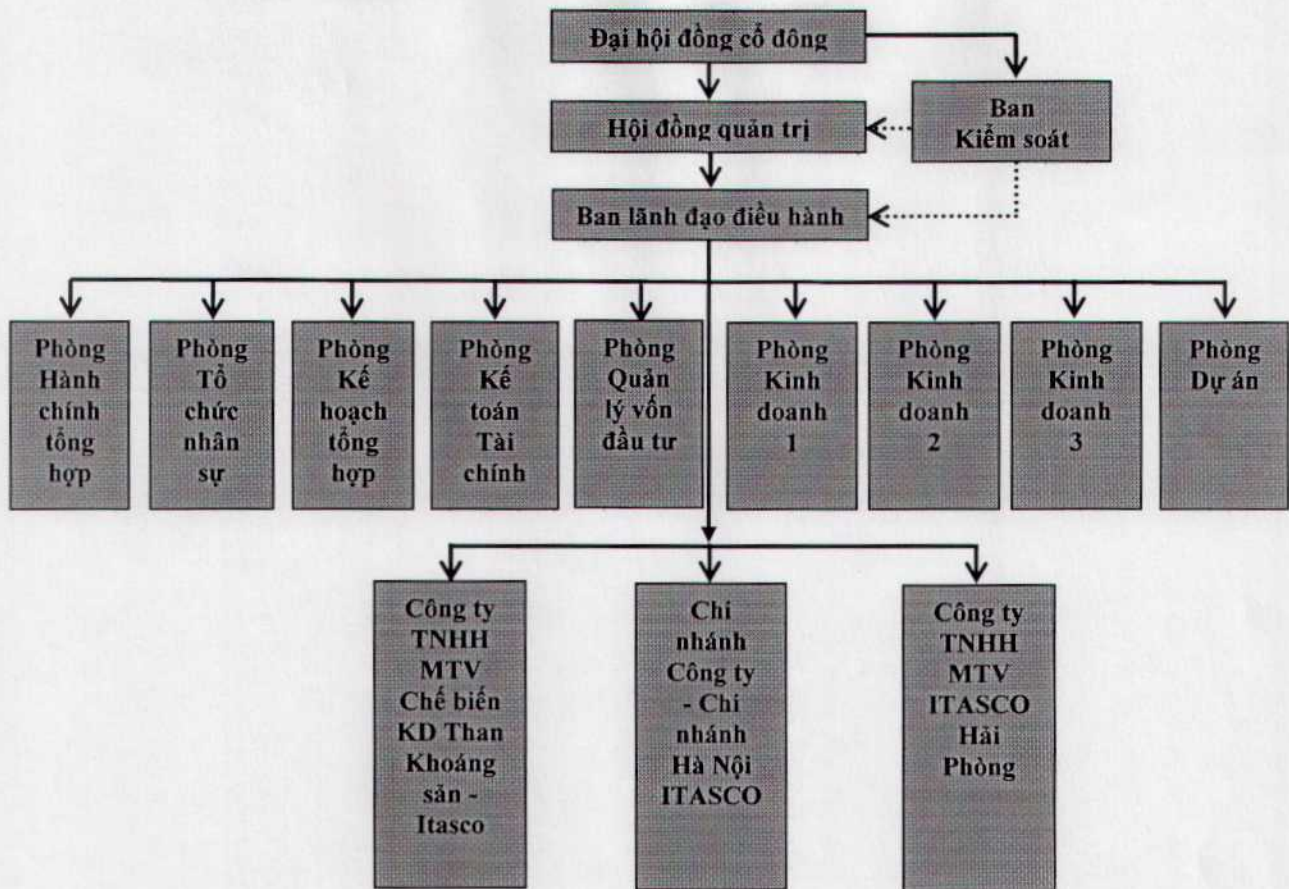 Đại hội đồng cổ đông
Ban
Kiểm soát
Hội đồng quản trị
Ban lãnh đạo điều hành
Phòng
Hành
chính
tổng
hợp
Phòng
Tổ
chức
nhân
sự
Phòng
Kế
hoạch
tổng
hợp
Phòng
Kế
toán
Tài
chính
Phòng
Quản
lý vốn
đầu tư
Phòng
Kinh
doanh
1
Phòng
Kinh
doanh
2
Phòng
Kinh
doanh
3
Phòng
Dự án
Công ty
TNHH
MTV
Chế biến
KD Than
Khoáng
sản -
Itasco
Chi
nhánh
Công ty
- Chi
nhánh
Hà Nội
ITASCO
Công ty
TNHH
MTV
ITASCO
Hải
Phòng